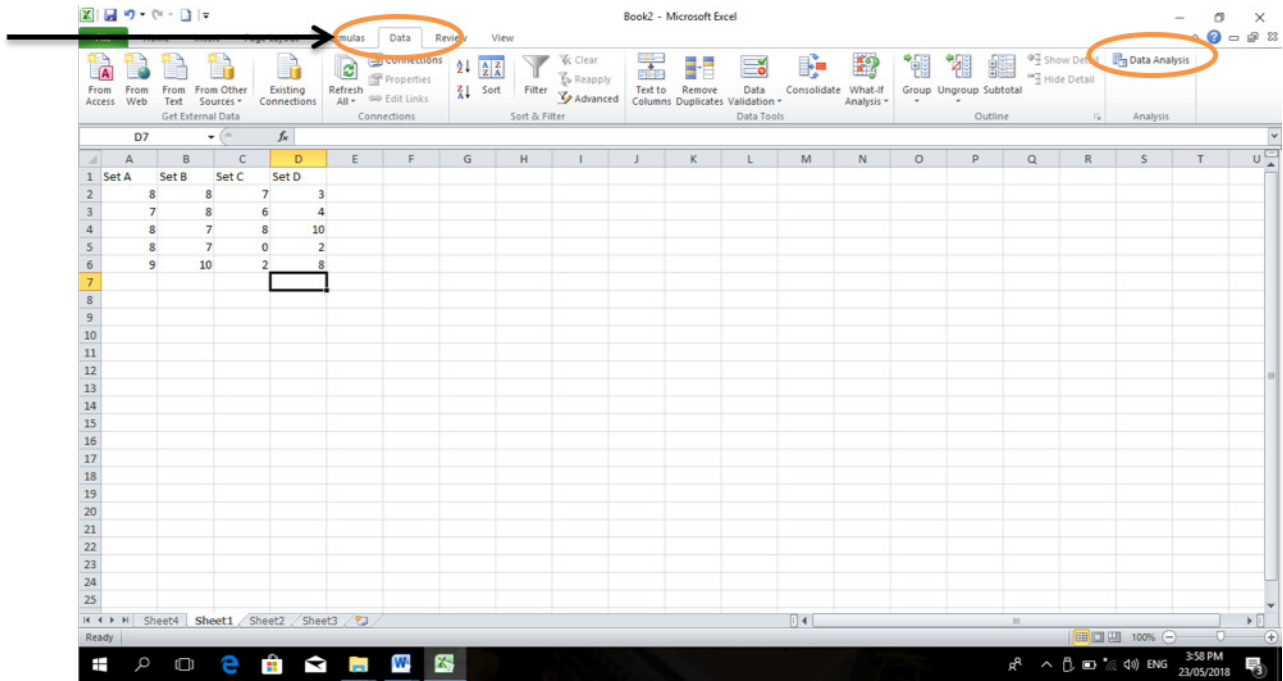 Book2 - Microsoft Excel
Data Review View
From Access From Web From Text From Other Sources Existing Connections Refresh All Connections Properties Edit Links Sort Filter Clear Reapply Advanced Text to Columns Remove Duplicates Data Validation Consolidate What-If Analysis Group Ungroup Subtotal Show Detail Hide Detail Data Analysis
Get External Data Connections Sort & Filter Data Tools Outline Analysis
D7 fx
A B C D E F G H I J K L M N O P Q R S T U
1 Set A Set B Set C Set D
2 8 8 7 3
3 7 8 6 4
4 8 7 8 10
5 8 7 0 2
6 9 10 2 8
7
8
9
10
11
12
13
14
15
16
17
18
19
20
21
22
23
24
25
Sheet4 Sheet1 Sheet2 Sheet3
Ready 100%
ENG 3:58 PM
23/05/2018
3